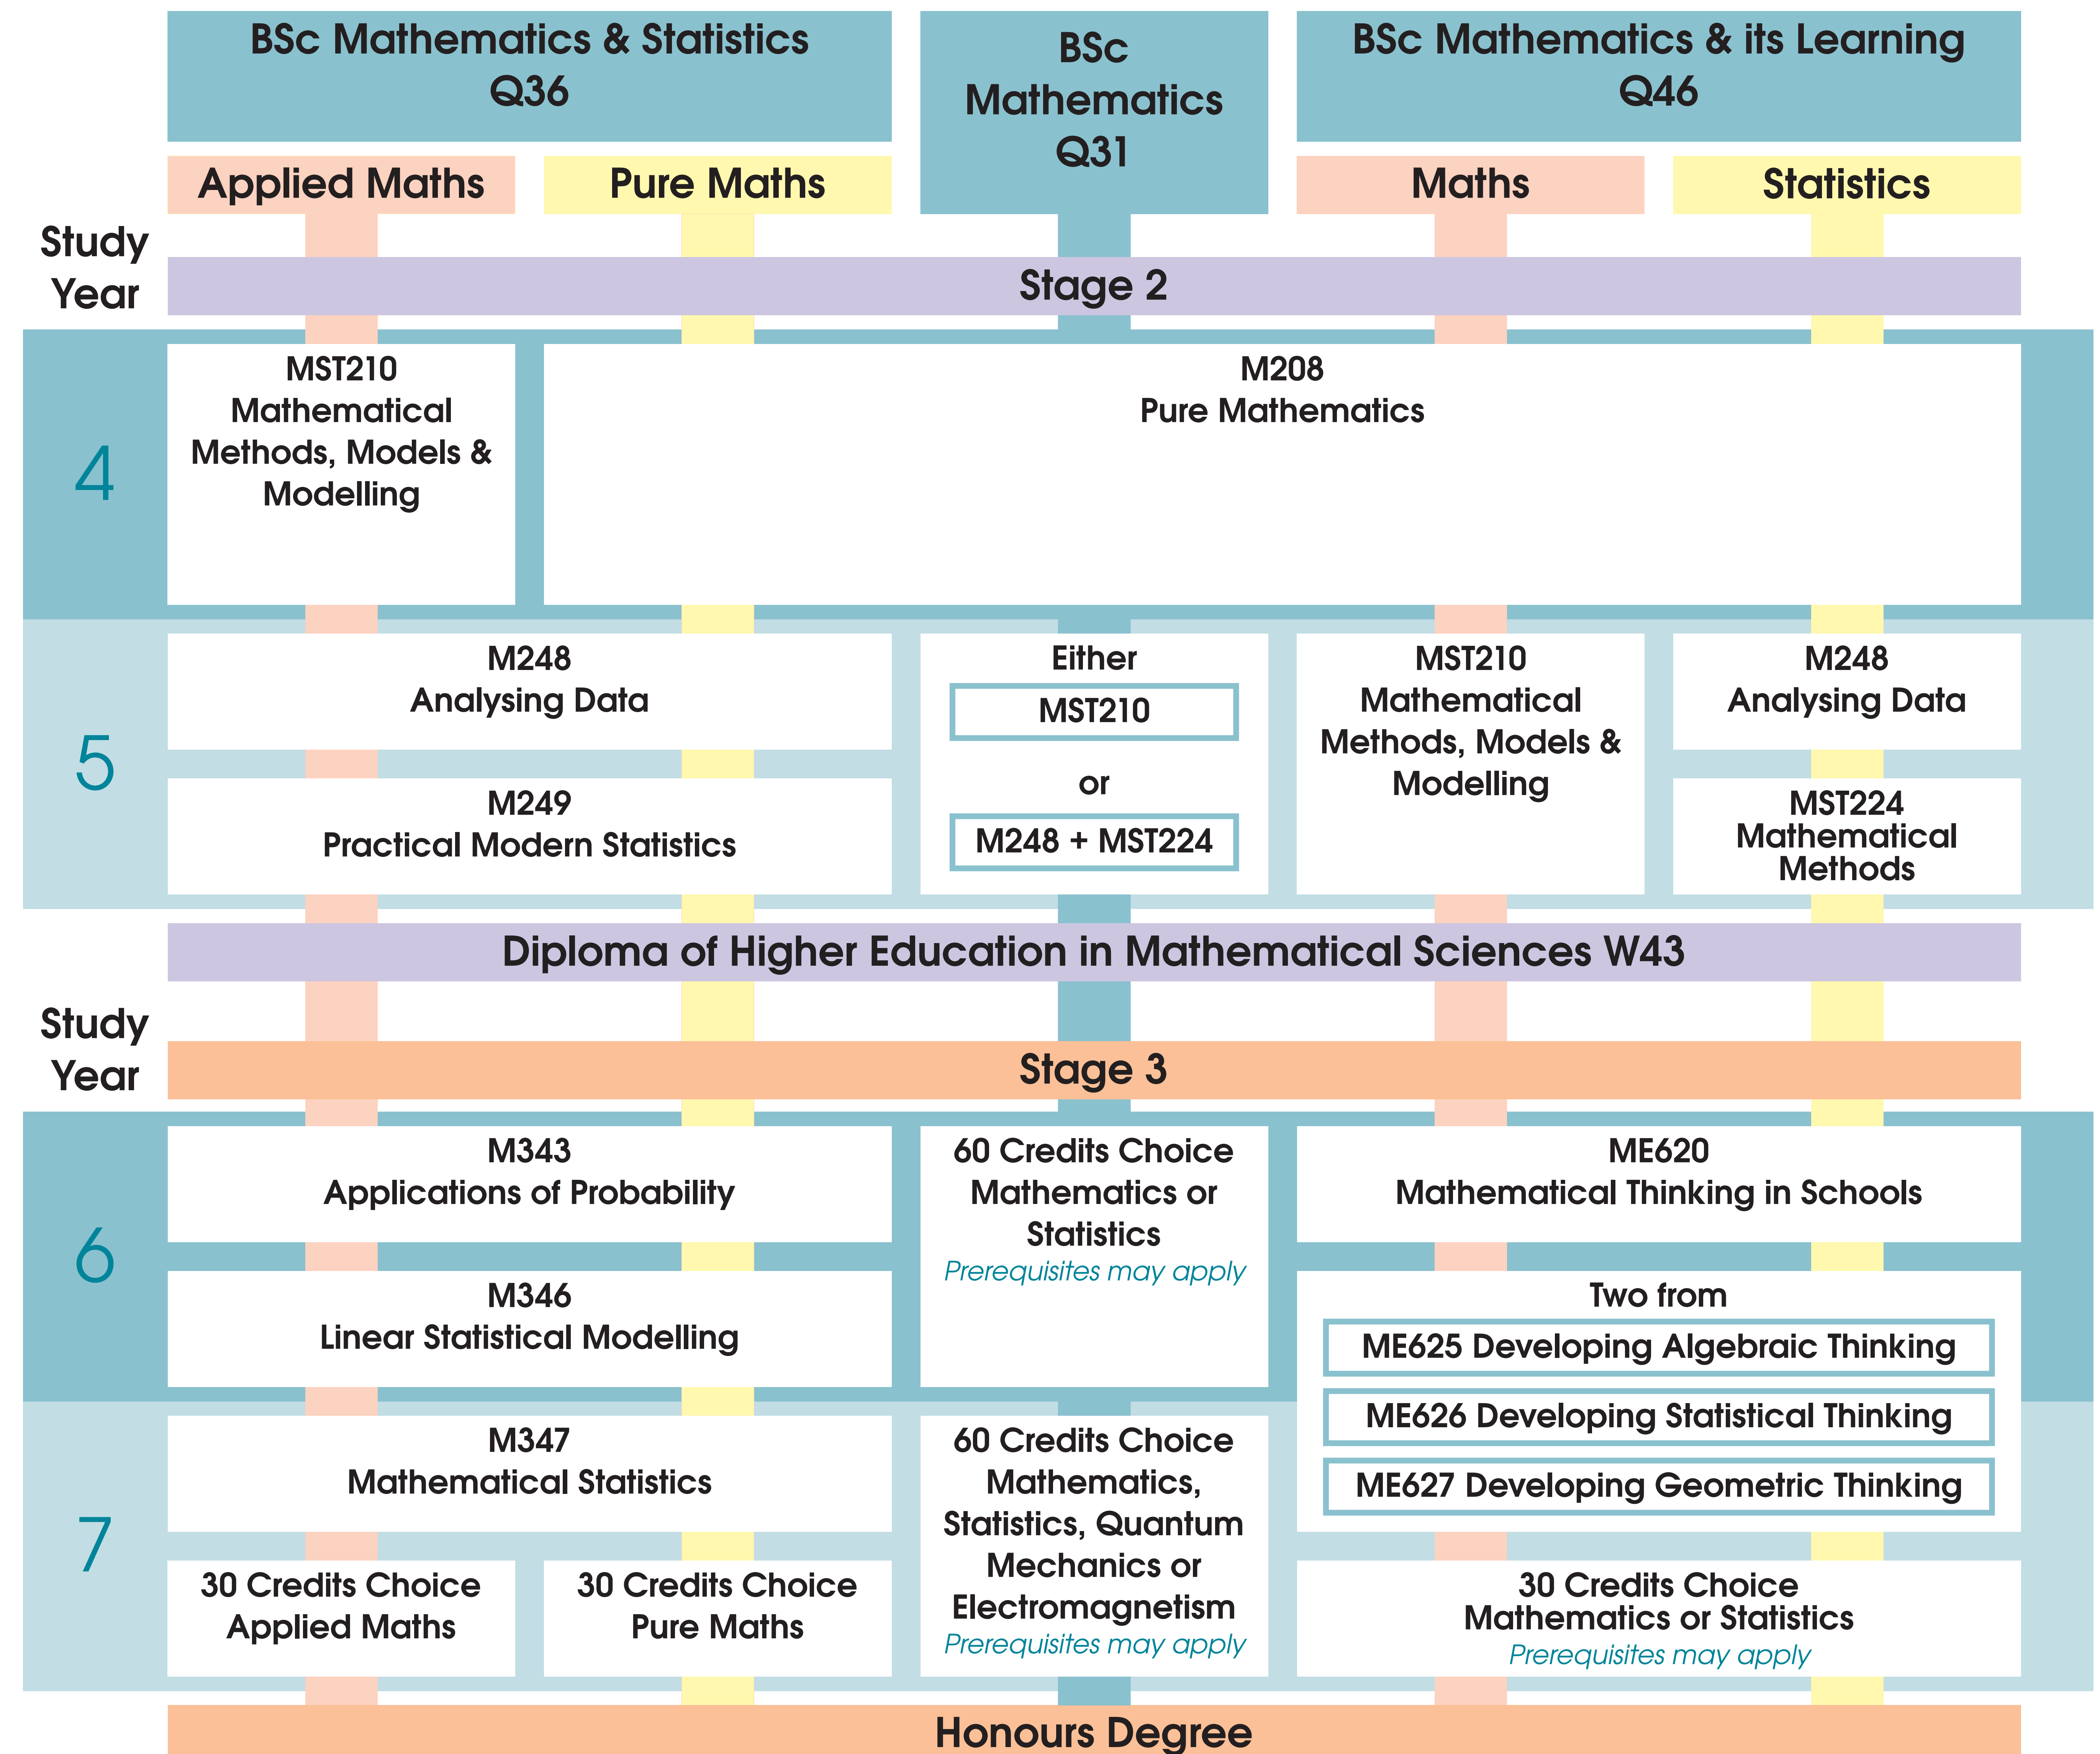 BSc Mathematics & Statistics
Q36
BSc
Mathematics
Q31
BSc Mathematics & its Learning
Q46
Applied Maths
Pure Maths
Maths
Statistics
Study
Year
Stage 2
4
MST210
Mathematical
Methods, Models &
Modelling
M208
Pure Mathematics
5
M248
Analysing Data
M249
Practical Modern Statistics
Either
MST210
or
M248 + MST224
MST210
Mathematical
Methods, Models &
Modelling
M248
Analysing Data
MST224
Mathematical
Methods
Diploma of Higher Education in Mathematical Sciences W43
Study
Year
Stage 3
6
M343
Applications of Probability
M346
Linear Statistical Modelling
60 Credits Choice
Mathematics or
Statistics
Prerequisites may apply
ME620
Mathematical Thinking in Schools
Two from
ME625 Developing Algebraic Thinking
ME626 Developing Statistical Thinking
ME627 Developing Geometric Thinking
7
M347
Mathematical Statistics
30 Credits Choice
Applied Maths
30 Credits Choice
Pure Maths
60 Credits Choice
Mathematics,
Statistics, Quantum
Mechanics or
Electromagnetism
Prerequisites may apply
30 Credits Choice
Mathematics or Statistics
Prerequisites may apply
Honours Degree